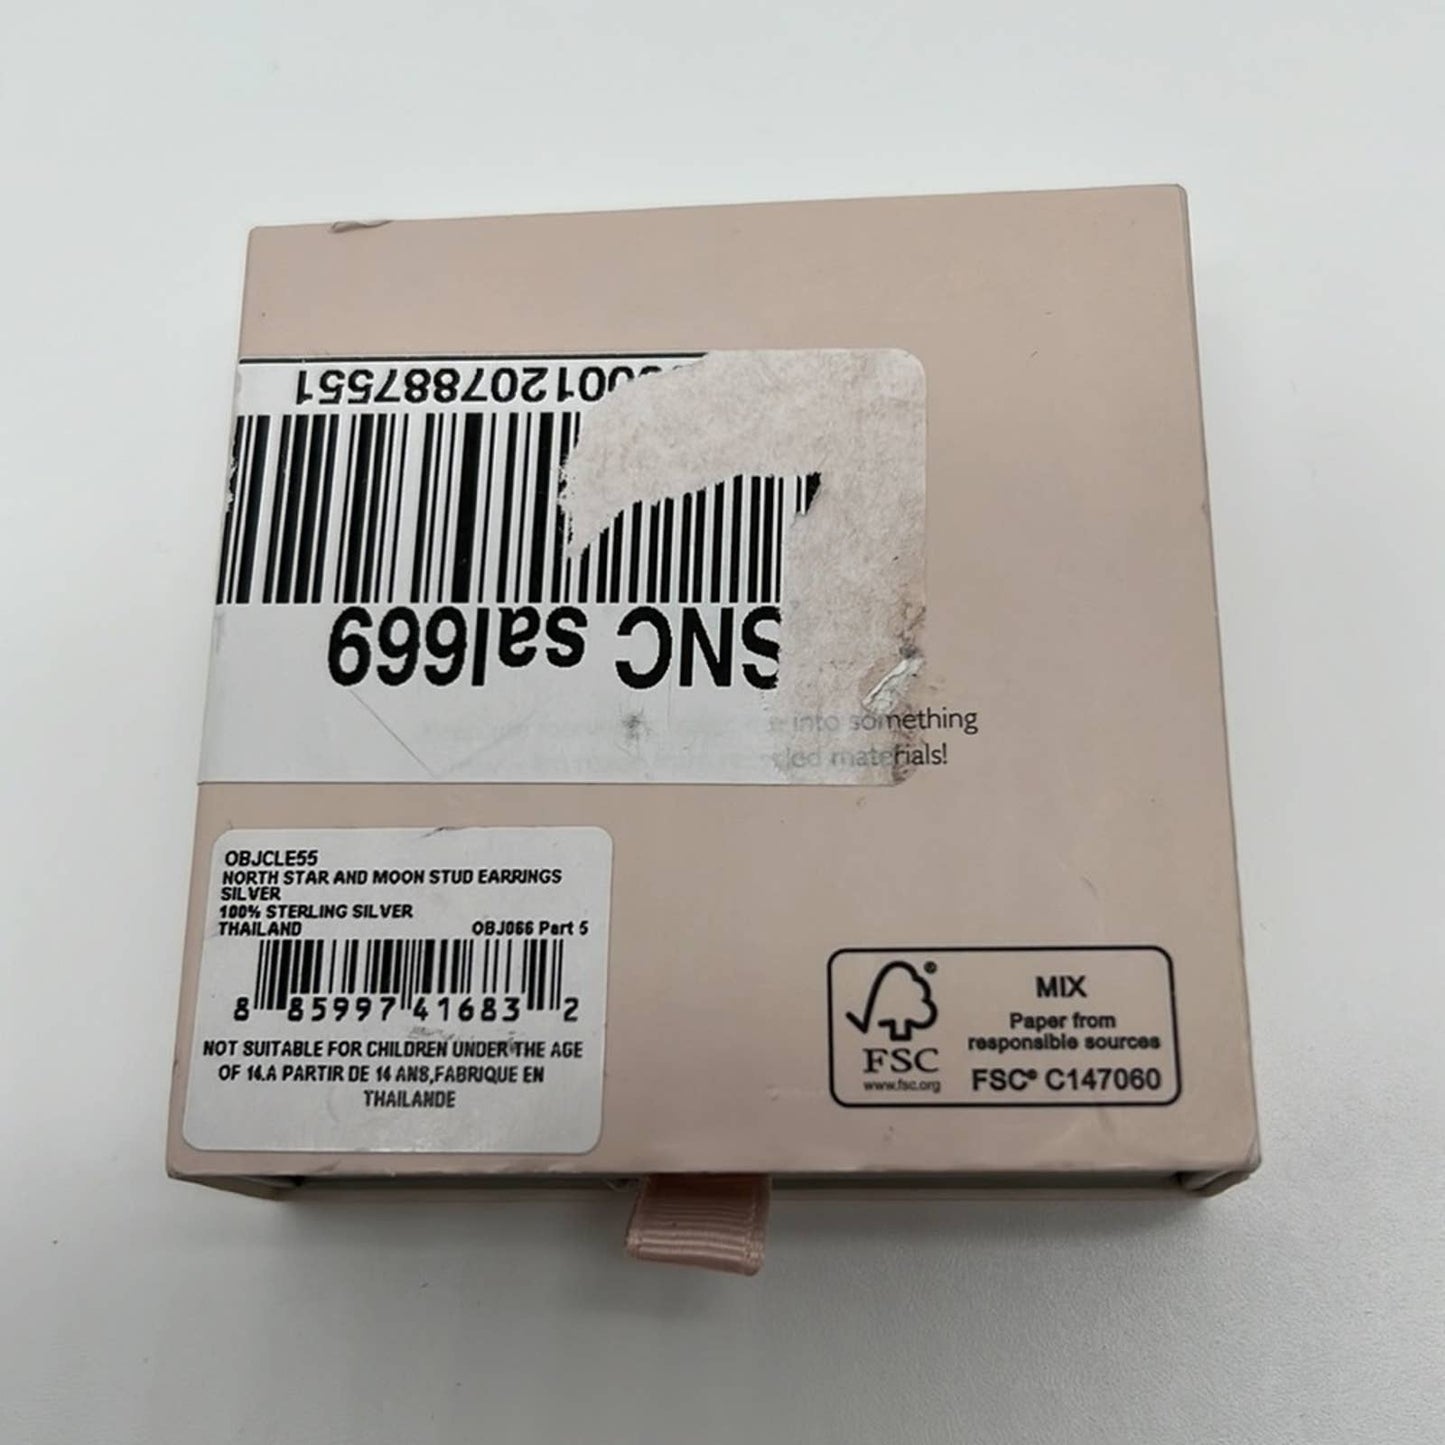 001207887551
SNC sal669
into something
materials!
OBJCLE55
NORTH STAR AND MOON STUD EARRINGS
SILVER
100% STERLING SILVER
THAILAND OBJ066 Part 5
8 85997 41683 2
NOT SUITABLE FOR CHILDREN UNDER THE AGE
OF 14.A PARTIR DE 14 ANS,FABRIQUE EN
THAILANDE
FSC
www.fsc.org
MIX
Paper from
responsible sources
FSC® C147060